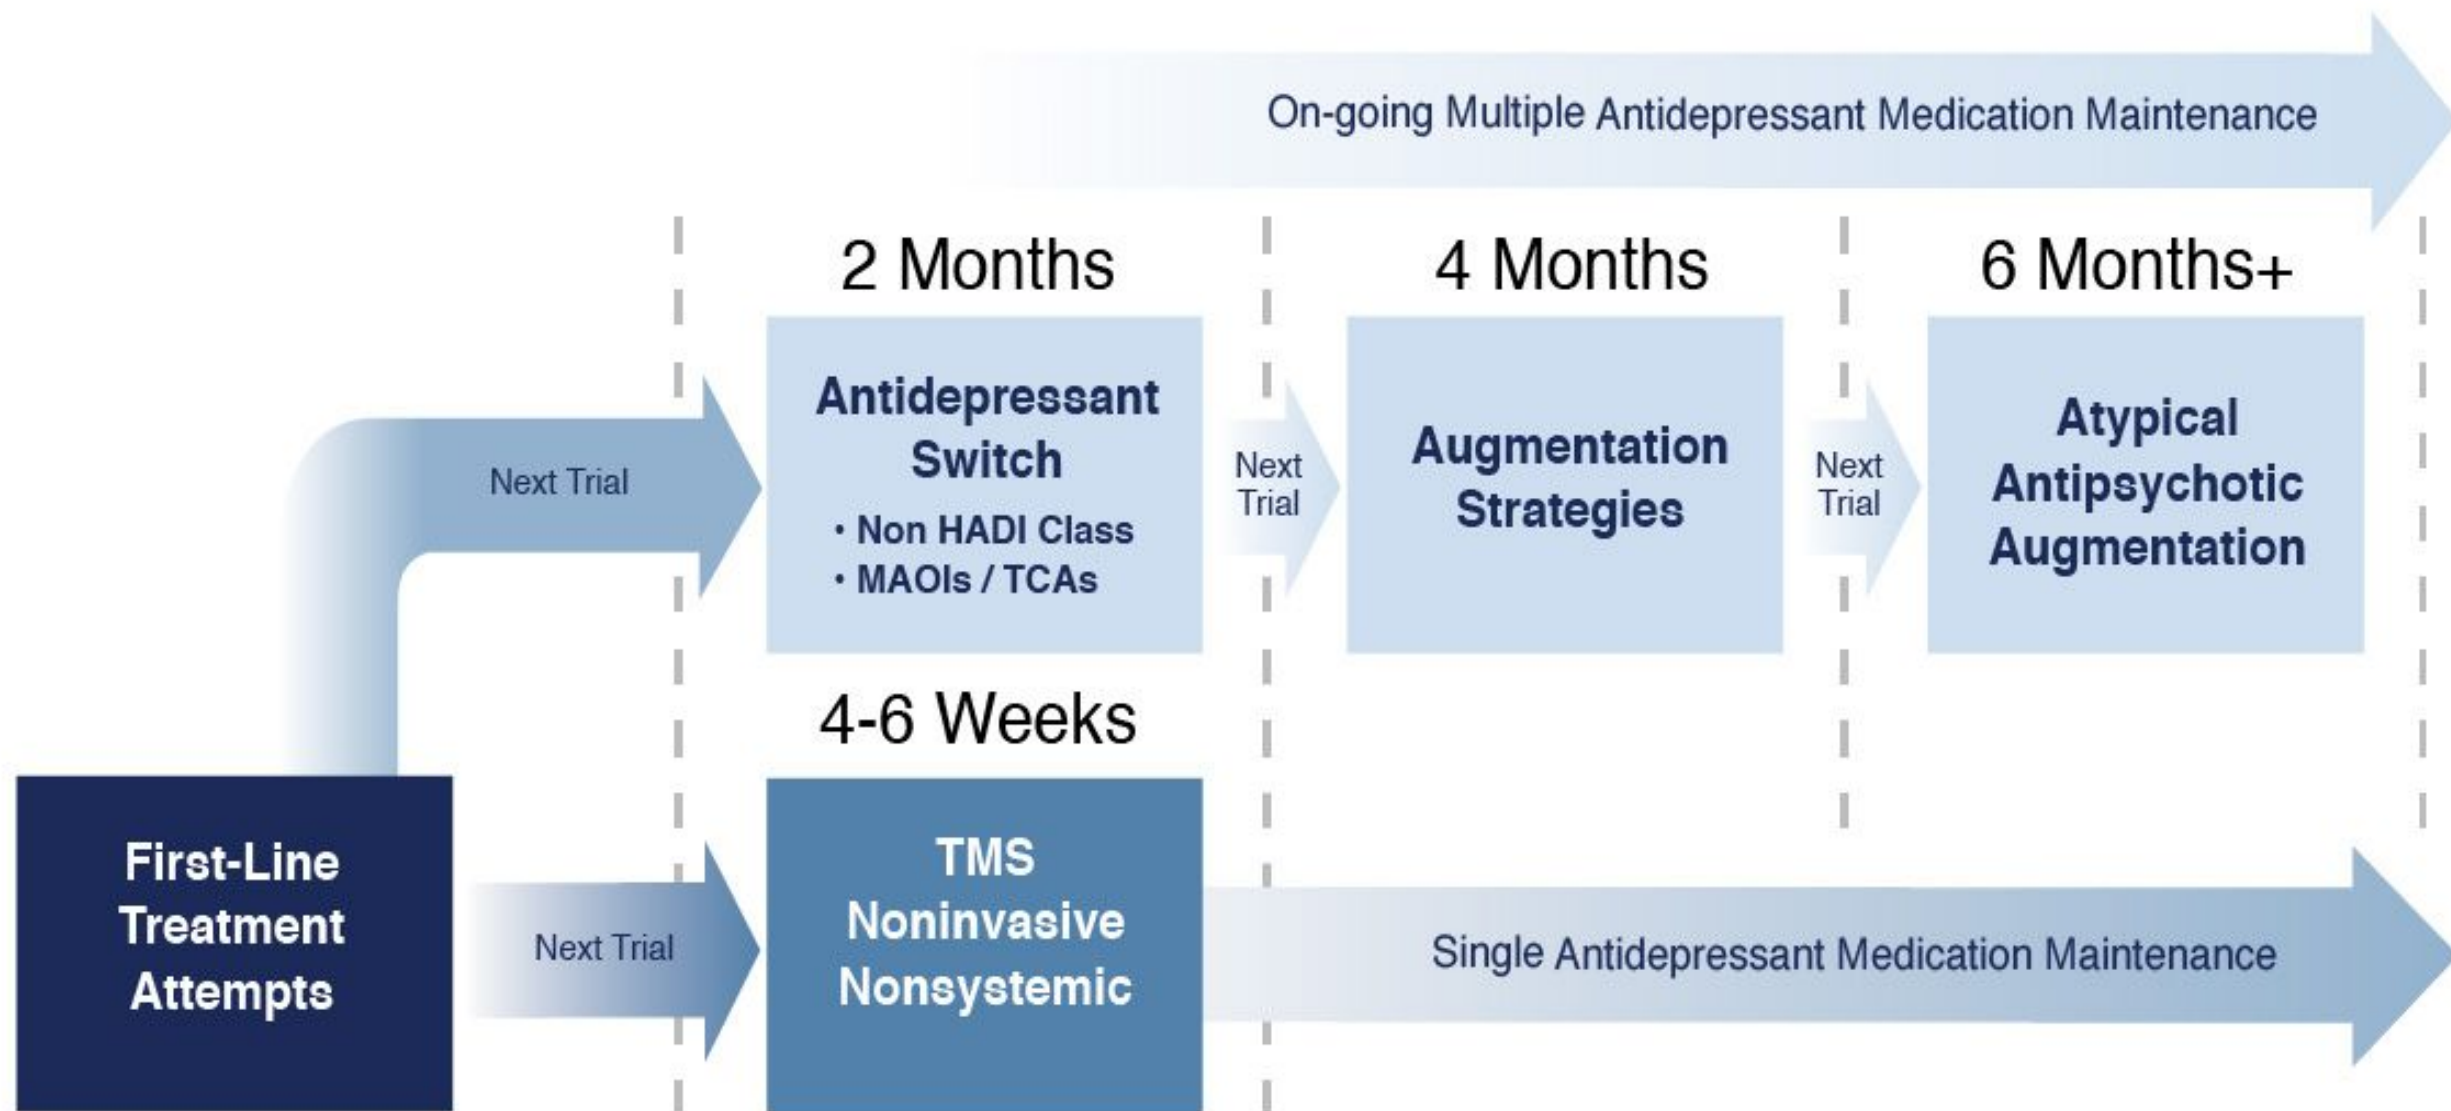 On-going Multiple Antidepressant Medication Maintenance
2 Months
4 Months
6 Months+
Next Trial
Antidepressant
Switch
• Non HADI Class
• MAOIs / TCAs
Next
Trial
Augmentation
Strategies
Next
Trial
Atypical
Antipsychotic
Augmentation
4-6 Weeks
First-Line
Treatment
Attempts
Next Trial
TMS
Noninvasive
Nonsystemic
Single Antidepressant Medication Maintenance